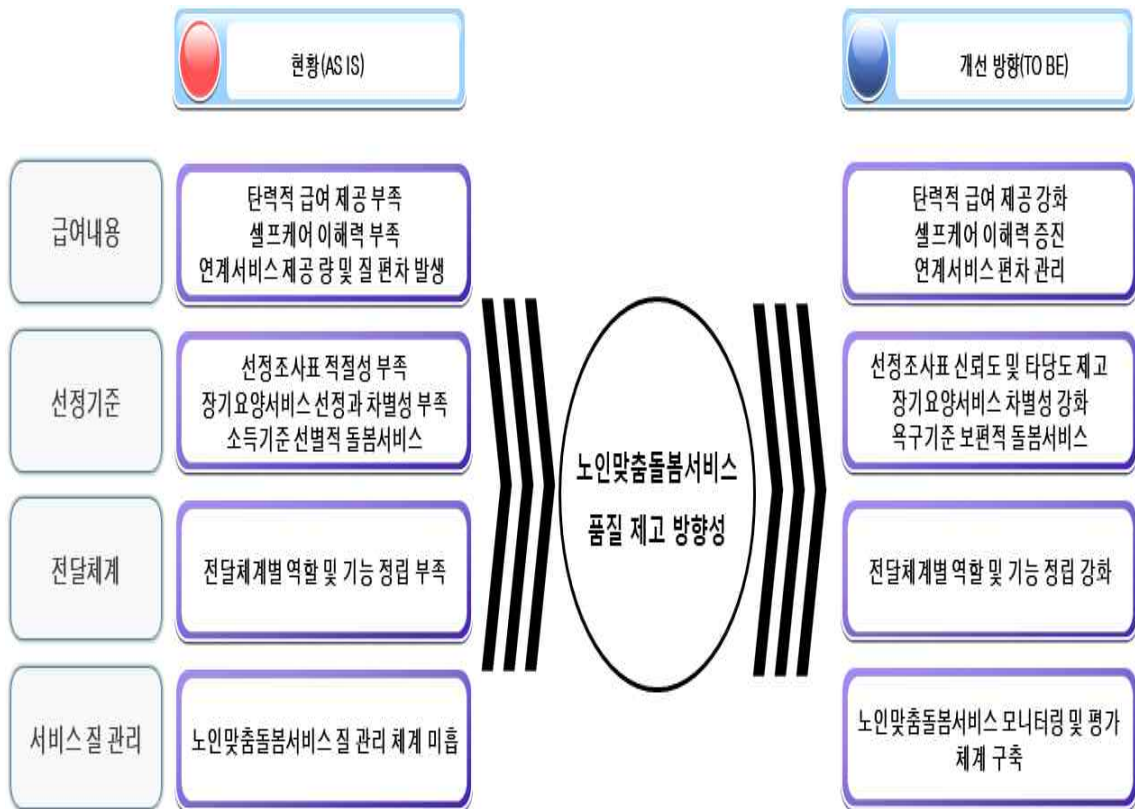 현황(AS IS)
개선 방향(TO BE)
급여내용
탄력적 급여 제공 부족
셀프케어 이해력 부족
연계서비스 제공 량 및 질 편차 발생
탄력적 급여 제공 강화
셀프케어 이해력 증진
연계서비스 편차 관리
선정기준
선정조사표 적절성 부족
장기요양서비스 선정과 차별성 부족
소득기준 선별적 돌봄서비스
선정조사표 신뢰도 및 타당도 제고
장기요양서비스 차별성 강화
욕구기준 보편적 돌봄서비스
노인맞춤돌봄서비스
품질 제고 방향성
전달체계
전달체계별 역할 및 기능 정립 부족
전달체계별 역할 및 기능 정립 강화
서비스 질 관리
노인맞춤돌봄서비스 질 관리 체계 미흡
노인맞춤돌봄서비스 모니터링 및 평가
체계 구축